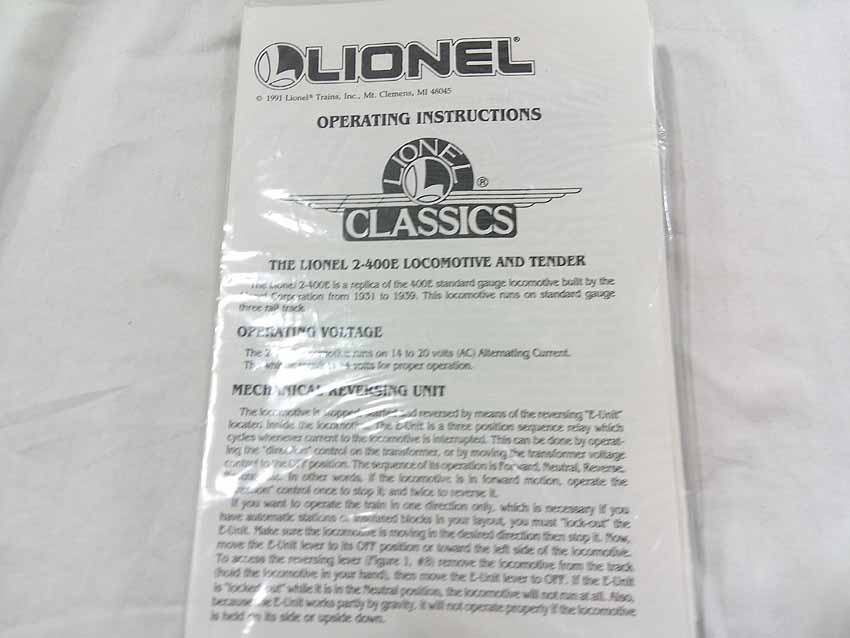 LIONEL®
© 1991 Lionel® Trains, Inc., Mt. Clemens, MI 48045
OPERATING INSTRUCTIONS
LIONEL
L
®
CLASSICS
THE LIONEL 2-400E LOCOMOTIVE AND TENDER
The Lionel 2-400E is a replica of the 400E standard gauge locomotive built by the
Corporation from 1931 to 1939. This locomotive runs on standard gauge
three rail track.
OPERATING VOLTAGE
The runs on 14 to 20 volts (AC) Alternating Current.
volts for proper operation.
MECHANICAL REVERSING UNIT
The locomotive is stopped, started and reversed by means of the reversing "E-Unit"
located inside the locomotive. The E-Unit is a three position sequence relay which
cycles whenever current to the locomotive is interrupted. This can be done by operat-
ing the "direction" control on the transformer, or by moving the transformer voltage
control to the OFF position. The sequence of its operation is Forward, Neutral, Reverse,
In other words, if the locomotive is in forward motion, operate the
control once to stop it; and twice to reverse it.
If you want to operate the train in one direction only, which is necessary if you
have automatic stations or insulated blocks in your layout, you must "lock-out" the
E-Unit. Make sure the locomotive is moving in the desired direction then stop it. Now,
move the E-Unit lever to its OFF position or toward the left side of the locomotive.
To access the reversing lever (Figure 1, #8) remove the locomotive from the track
(hold the locomotive in your hand), then move the E-Unit lever to OFF. If the E-Unit
is "locked out" while it is in the Neutral position, the locomotive will not run at all. Also,
because the E-Unit works partly by gravity, it will not operate properly if the locomotive
is held on its side or upside down.